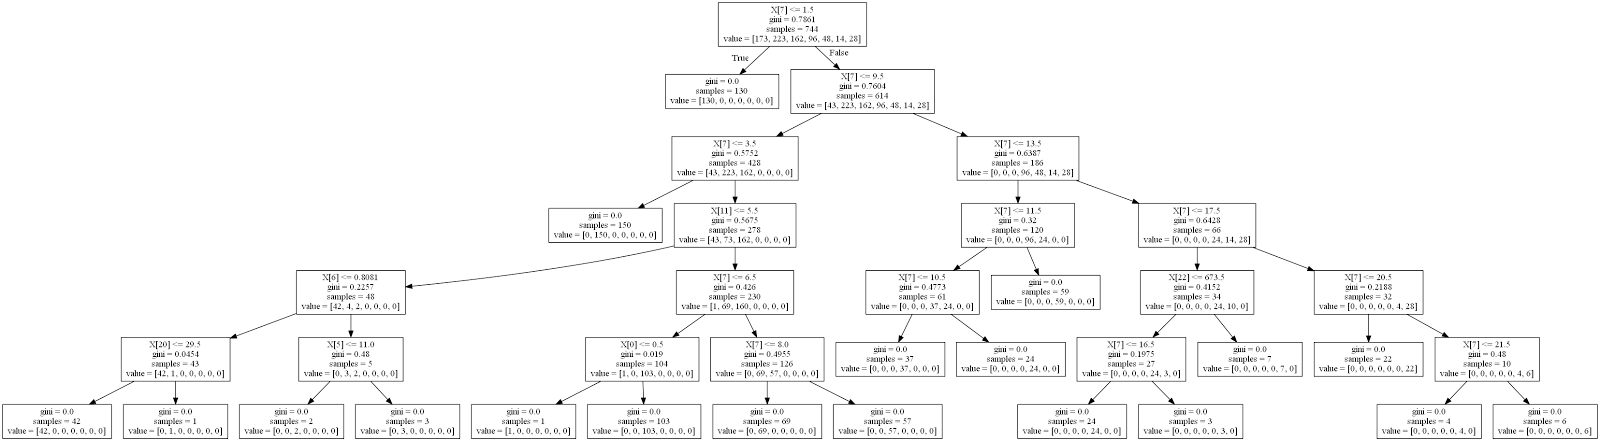 X[7] <= 1.5
gini = 0.7861
samples = 744
value = [173, 223, 162, 96, 48, 14, 28]
True
False
gini = 0.0
samples = 130
value = [130, 0, 0, 0, 0, 0, 0]
X[7] <= 9.5
gini = 0.7604
samples = 614
value = [43, 223, 162, 96, 48, 14, 28]
X[7] <= 3.5
gini = 0.5752
samples = 428
value = [43, 223, 162, 0, 0, 0, 0]
X[7] <= 13.5
gini = 0.6387
samples = 186
value = [0, 0, 0, 96, 48, 14, 28]
gini = 0.0
samples = 150
value = [0, 150, 0, 0, 0, 0, 0]
X[11] <= 5.5
gini = 0.5675
samples = 278
value = [43, 73, 162, 0, 0, 0, 0]
X[7] <= 11.5
gini = 0.32
samples = 120
value = [0, 0, 0, 96, 24, 0, 0]
X[7] <= 17.5
gini = 0.6428
samples = 66
value = [0, 0, 0, 0, 24, 14, 28]
X[6] <= 0.8081
gini = 0.2257
samples = 48
value = [42, 4, 2, 0, 0, 0, 0]
X[7] <= 6.5
gini = 0.426
samples = 230
value = [1, 69, 160, 0, 0, 0, 0]
X[7] <= 10.5
gini = 0.4773
samples = 61
value = [0, 0, 0, 37, 24, 0, 0]
gini = 0.0
samples = 59
value = [0, 0, 0, 59, 0, 0, 0]
X[22] <= 673.5
gini = 0.4152
samples = 34
value = [0, 0, 0, 0, 24, 10, 0]
X[7] <= 20.5
gini = 0.2188
samples = 32
value = [0, 0, 0, 0, 0, 4, 28]
X[20] <= 29.5
gini = 0.0454
samples = 43
value = [42, 1, 0, 0, 0, 0, 0]
X[5] <= 11.0
gini = 0.48
samples = 5
value = [0, 3, 2, 0, 0, 0, 0]
X[0] <= 0.5
gini = 0.019
samples = 104
value = [1, 0, 103, 0, 0, 0, 0]
X[7] <= 8.0
gini = 0.4955
samples = 126
value = [0, 69, 57, 0, 0, 0, 0]
gini = 0.0
samples = 37
value = [0, 0, 0, 37, 0, 0, 0]
gini = 0.0
samples = 24
value = [0, 0, 0, 0, 24, 0, 0]
X[7] <= 16.5
gini = 0.1975
samples = 27
value = [0, 0, 0, 0, 24, 3, 0]
gini = 0.0
samples = 7
value = [0, 0, 0, 0, 0, 7, 0]
gini = 0.0
samples = 22
value = [0, 0, 0, 0, 0, 0, 22]
X[7] <= 21.5
gini = 0.48
samples = 10
value = [0, 0, 0, 0, 0, 4, 6]
gini = 0.0
samples = 42
value = [42, 0, 0, 0, 0, 0, 0]
gini = 0.0
samples = 1
value = [0, 1, 0, 0, 0, 0, 0]
gini = 0.0
samples = 2
value = [0, 0, 2, 0, 0, 0, 0]
gini = 0.0
samples = 3
value = [0, 3, 0, 0, 0, 0, 0]
gini = 0.0
samples = 1
value = [1, 0, 0, 0, 0, 0, 0]
gini = 0.0
samples = 103
value = [0, 0, 103, 0, 0, 0, 0]
gini = 0.0
samples = 69
value = [0, 69, 0, 0, 0, 0, 0]
gini = 0.0
samples = 57
value = [0, 0, 57, 0, 0, 0, 0]
gini = 0.0
samples = 24
value = [0, 0, 0, 0, 24, 0, 0]
gini = 0.0
samples = 3
value = [0, 0, 0, 0, 0, 3, 0]
gini = 0.0
samples = 4
value = [0, 0, 0, 0, 0, 4, 0]
gini = 0.0
samples = 6
value = [0, 0, 0, 0, 0, 0, 6]